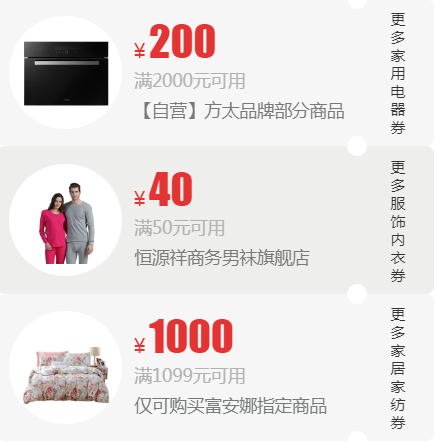 ¥200
满2000元可用
【自营】方太品牌部分商品
更多家用电器券
¥40
满50元可用
恒源祥商务男袜旗舰店
更多服饰内衣券
¥1000
满1099元可用
仅可购买富安娜指定商品
更多家居家纺券